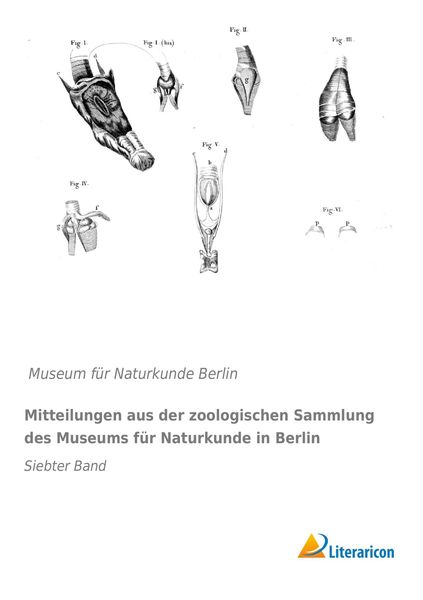 Fig II.
Fig I.
Fig I (bis)
Fig III.
d
c
g
f
g
Fig V.
c
d
b
Fig IV.
f
a
Fig. VI.
g
P
P
Museum für Naturkunde Berlin
Mitteilungen aus der zoologischen Sammlung
des Museums für Naturkunde in Berlin
Siebter Band
Literaricon